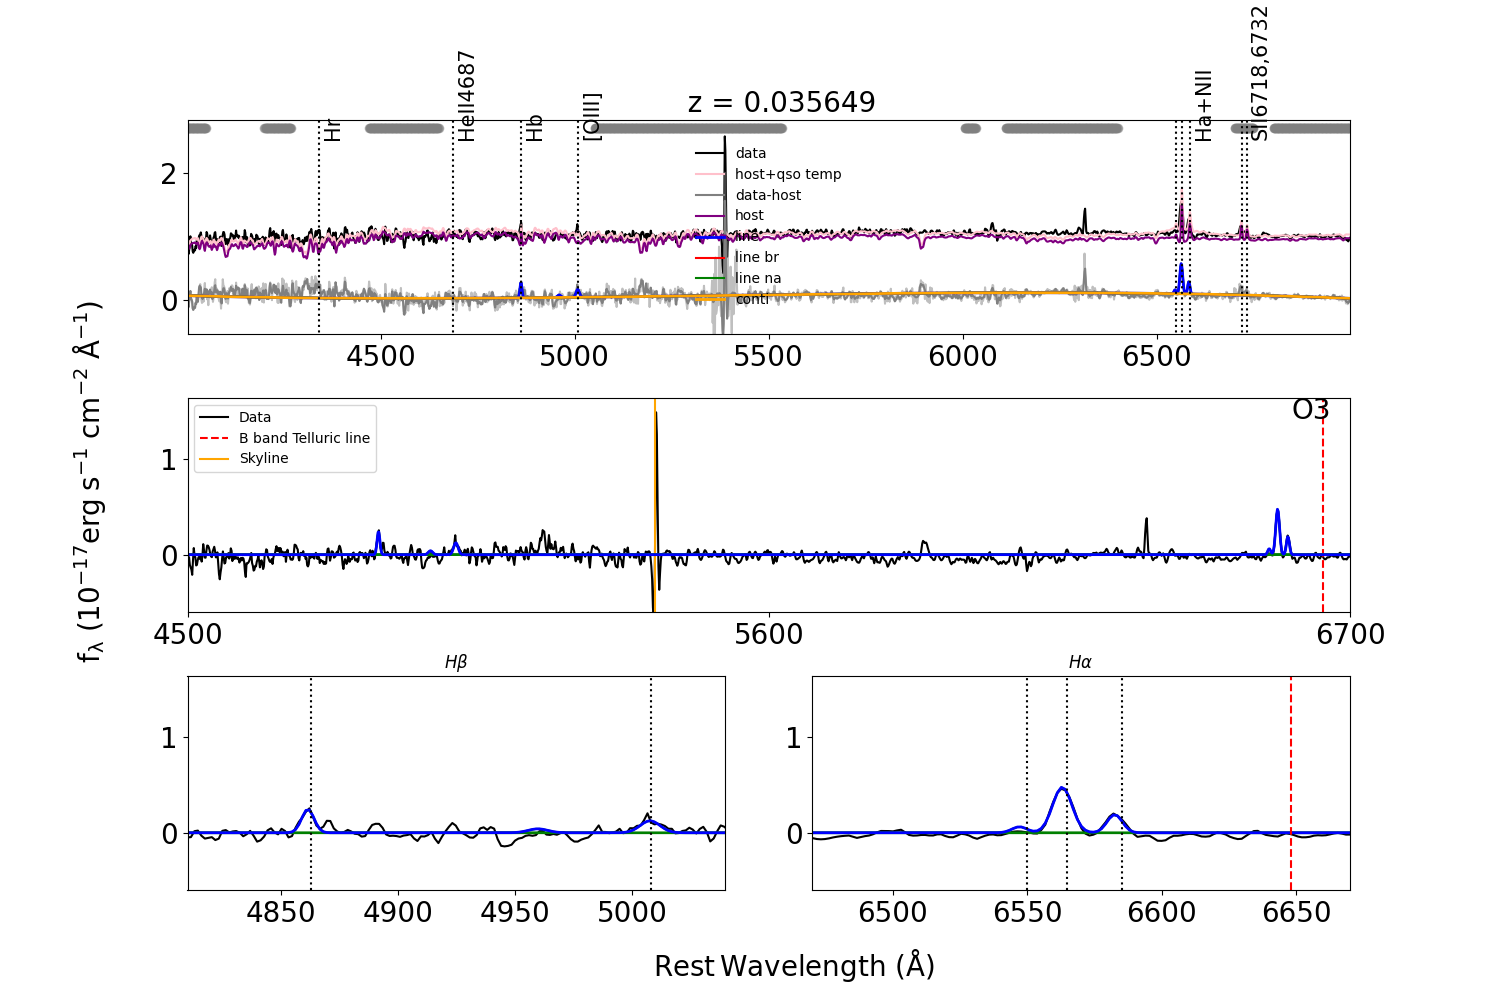 z = 0.035649
Hr
HeII4687
Hb
[OIII]
Ha+NII
SII6718,6732
data
host+qso temp
data-host
host
line
line br
line na
conti
2
0
4500 5000 5500 6000 6500
Data
B band Telluric line
Skyline
O3
1
0
4500 5600 6700
fλ (10−17erg s−1 cm−2 Å−1)
Hβ
1
0
4850 4900 4950 5000
Hα
1
0
6500 6550 6600 6650
Rest Wavelength (Å)